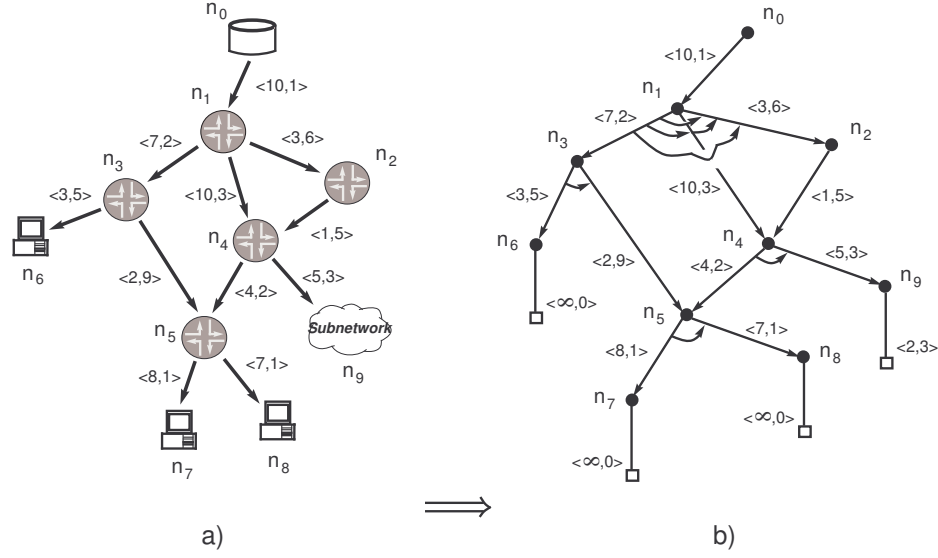 n0
<10,1>
n1
<7,2>
<3,6>
n3
n2
<3,5>
<10,3>
<1,5>
n4
n6
<2,9>
<4,2>
<5,3>
n5
Subnetwork
n9
<8,1>
<7,1>
n7
n8
a)
n0
<10,1>
n1
<7,2>
<3,6>
n3
n2
<3,5>
<10,3>
<1,5>
n6
n4
<2,9>
<4,2>
<5,3>
n9
<∞,0>
n5
<7,1>
<8,1>
n8
<2,3>
n7
<∞,0>
<∞,0>
b)